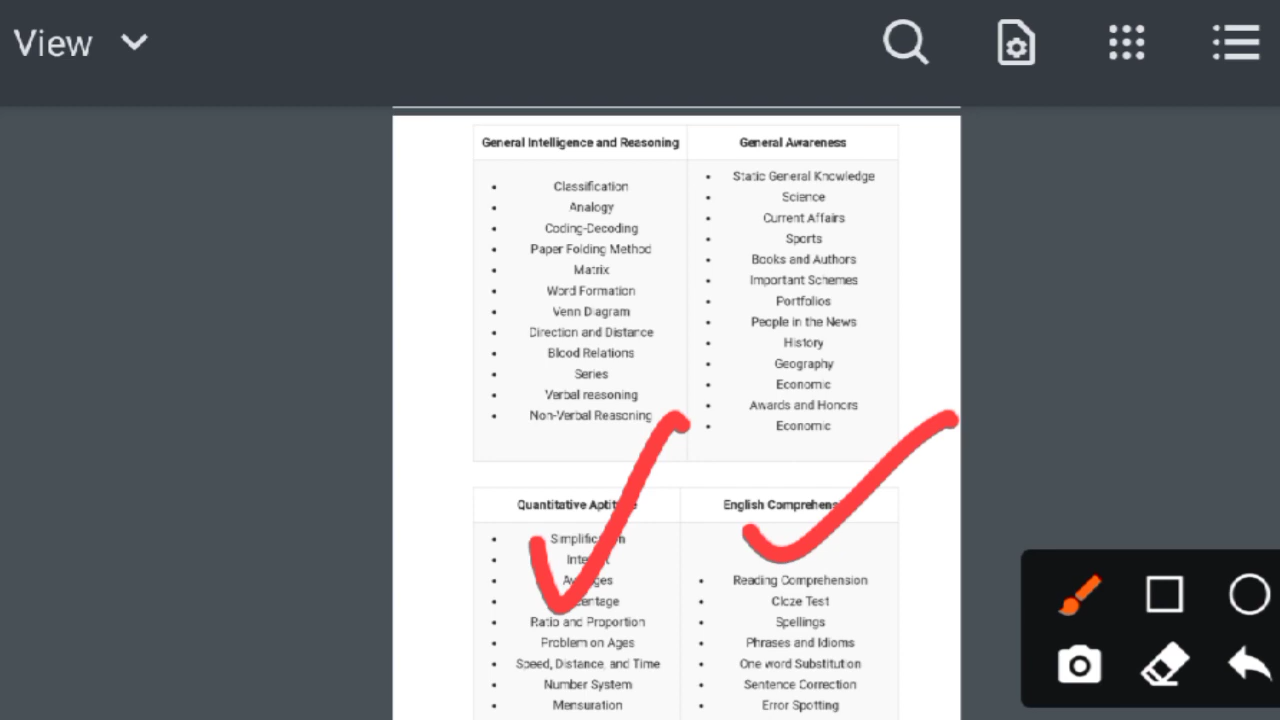 View
General Intelligence and Reasoning
Classification
Analogy
Coding-Decoding
Paper Folding Method
Matrix
Word Formation
Venn Diagram
Direction and Distance
Blood Relations
Series
Verbal reasoning
Non-Verbal Reasoning
General Awareness
Static General Knowledge
Science
Current Affairs
Sports
Books and Authors
Important Schemes
Portfolios
People in the News
History
Geography
Economic
Awards and Honors
Economic
Quantitative
Ratio and Proportion
Problem on Ages
Speed, Distance, and Time
Number System
Mensuration
English
Reading Comprehension
Cloze Test
Spellings
Phrases and Idioms
One word Substitution
Sentence Correction
Error Spotting